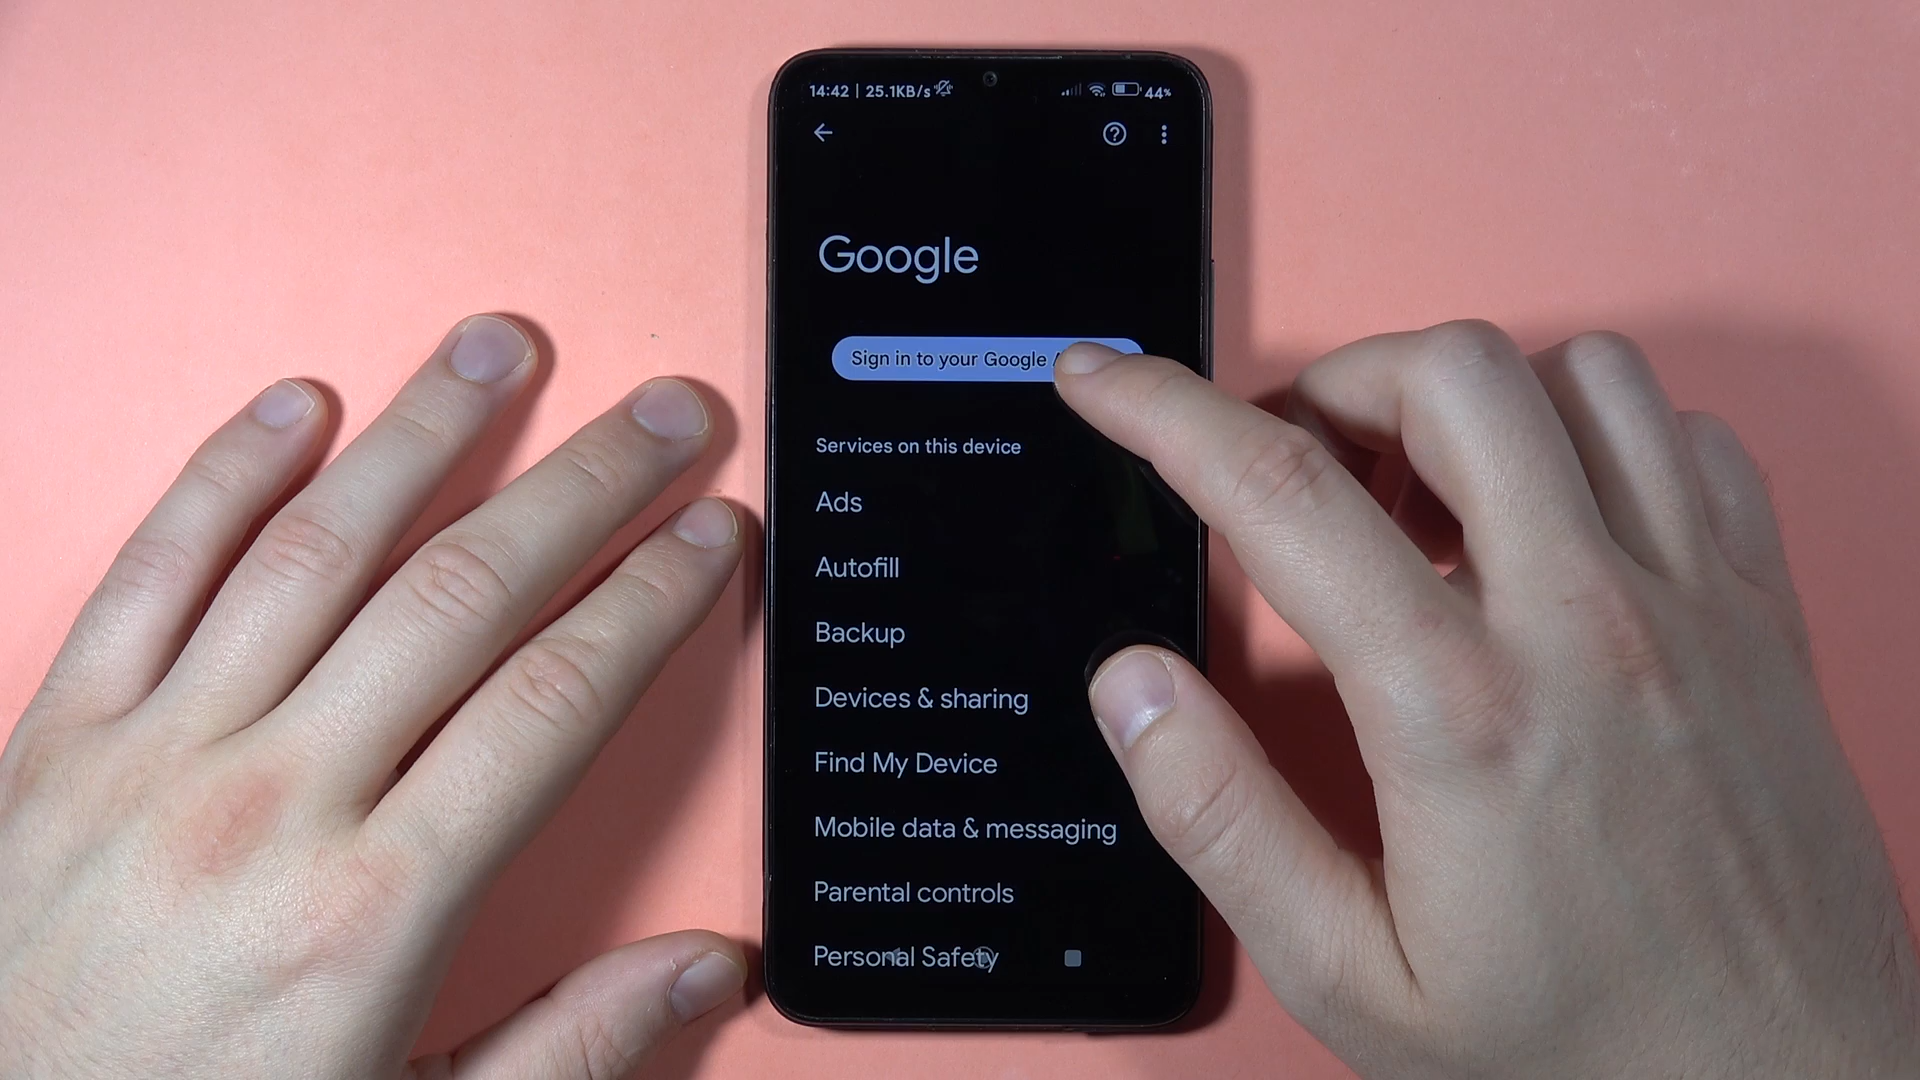 14:42 | 25.1KB/s
44%
Google
Sign in to your Google
Services on this device
Ads
Autofill
Backup
Devices & sharing
Find My Device
Mobile data & messaging
Parental controls
Personal Safety